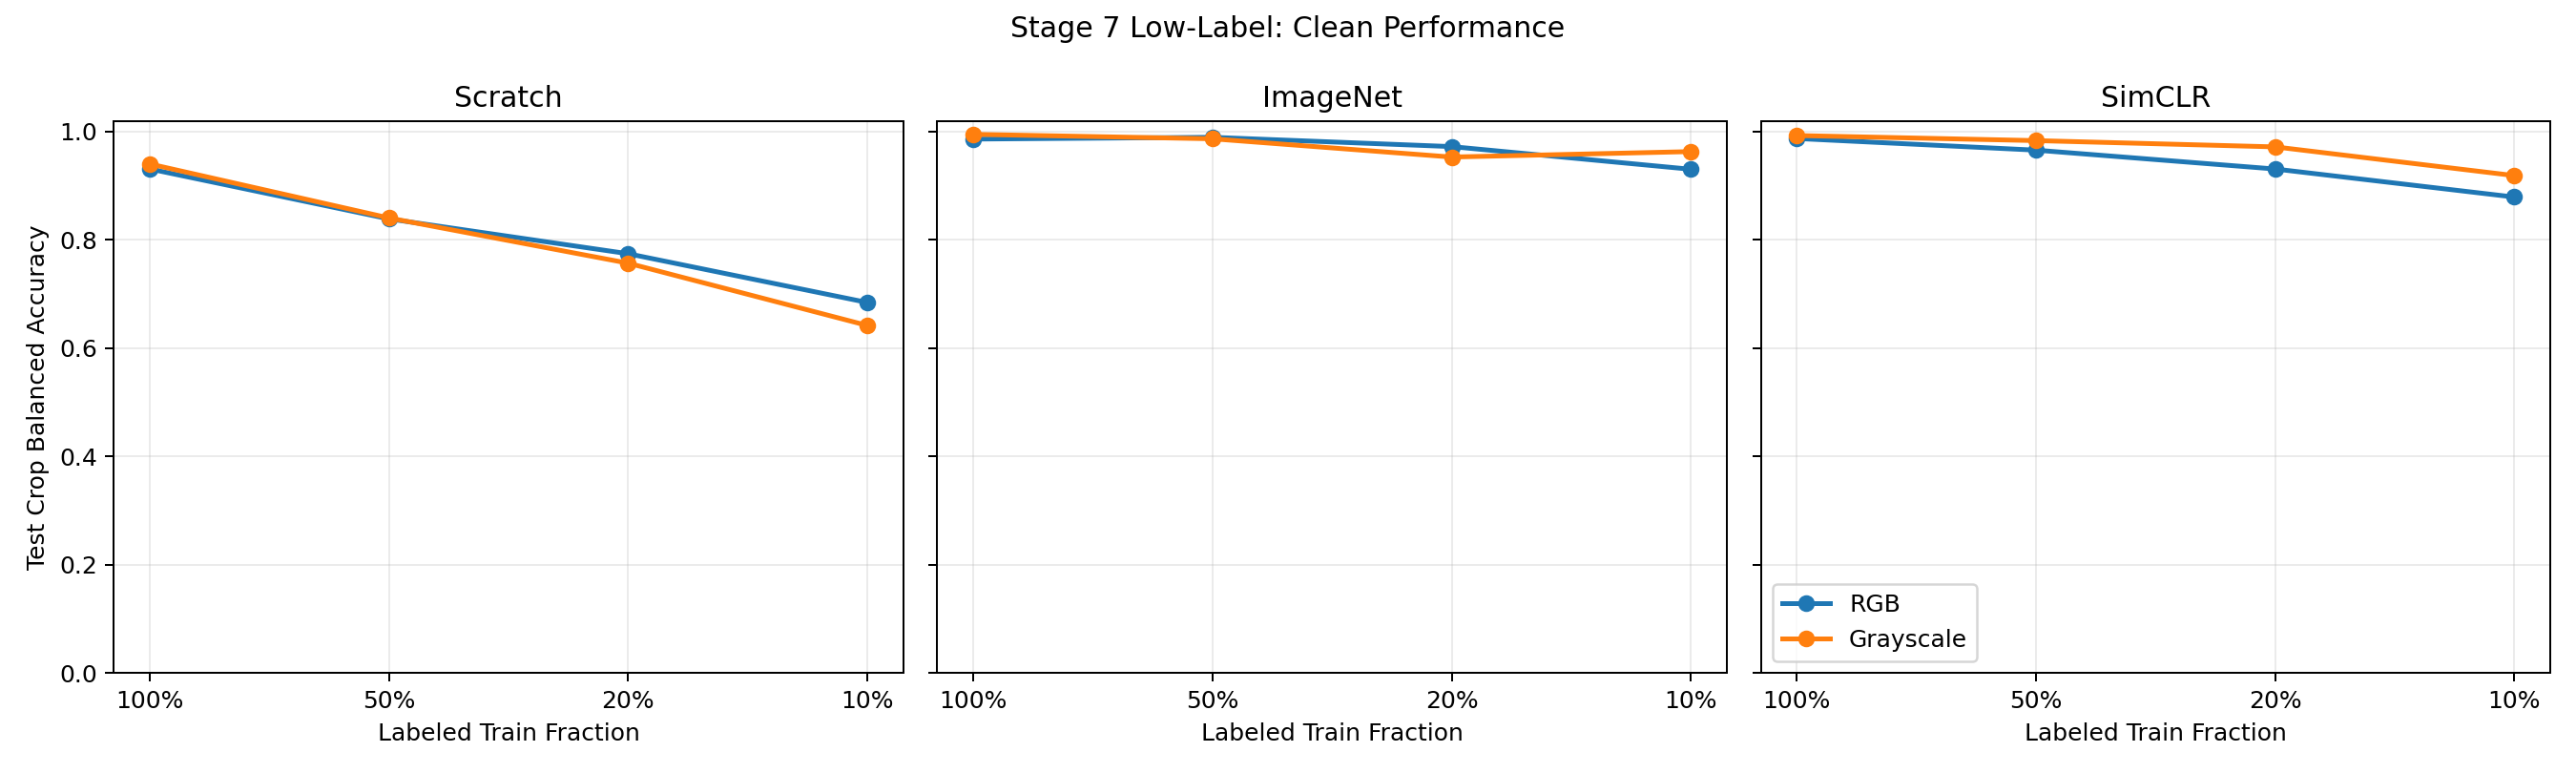 Stage 7 Low-Label: Clean Performance
Scratch
Test Crop Balanced Accuracy
1.0
0.8
0.6
0.4
0.2
0.0
100% 50% 20% 10%
Labeled Train Fraction
ImageNet
100% 50% 20% 10%
Labeled Train Fraction
SimCLR
RGB
Grayscale
100% 50% 20% 10%
Labeled Train Fraction